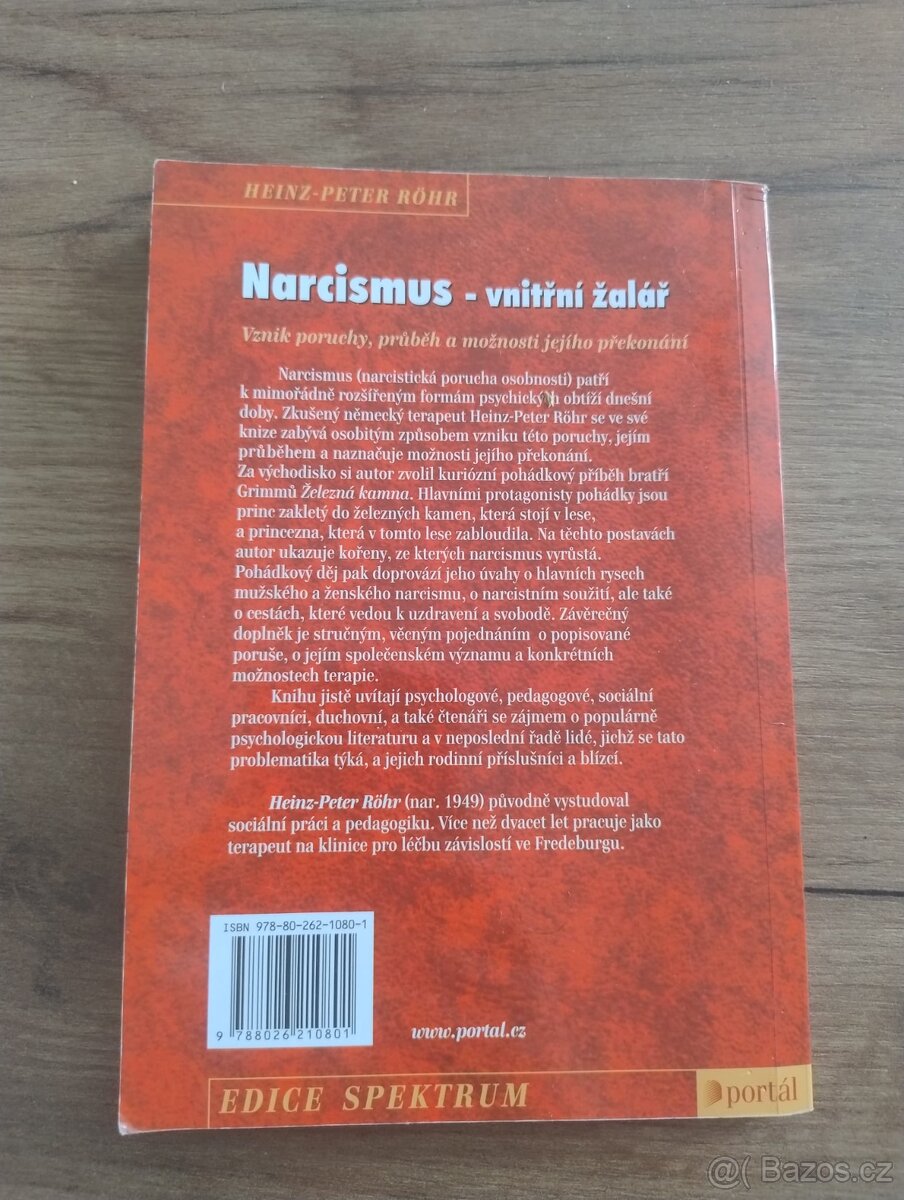 HEINZ-PETER RÖHR
Narcismus - vnitřní žalář
Vznik poruchy, průběh a možnosti jejího překonání
Narcismus (narcistická porucha osobnosti) patří
k mimořádně rozšířeným formám psychických obtíží dnešní
doby. Zkušený německý terapeut Heinz-Peter Röhr se ve své
knize zabývá osobitým způsobem vzniku této poruchy, jejím
průběhem a naznačuje možnosti jejího překonání.
Za východisko si autor zvolil kuriózní pohádkový příběh bratří
Grimmů Železná kamna. Hlavními protagonisty pohádky jsou
princ zakletý do železných kamen, která stojí v lese,
a princezna, která v tomto lese zabloudila. Na těchto postavách
autor ukazuje kořeny, ze kterých narcismus vyrůstá.
Pohádkový děj pak doprovází jeho úvahy o hlavních rysech
mužského a ženského narcismu, o narcistním soužití, ale také
o cestách, které vedou k uzdravení a svobodě. Závěrečný
doplněk je stručným, věcným pojednáním o popisované
poruše, o jejím společenském významu a konkrétních
možnostech terapie.
Knihu jistě uvítají psychologové, pedagogové, sociální
pracovníci, duchovní, a také čtenáři se zájmem o populárně
psychologickou literaturu a v neposlední řadě lidé, jichž se tato
problematika týká, a jejich rodinní příslušníci a blízcí.
Heinz-Peter Röhr (nar. 1949) původně vystudoval
sociální práci a pedagogiku. Více než dvacet let pracuje jako
terapeut na klinice pro léčbu závislostí ve Fredeburgu.
ISBN 978-80-262-1080-1
9 788026 210801
www.portal.cz
EDICE SPEKTRUM
portál
@( Bazos.cz